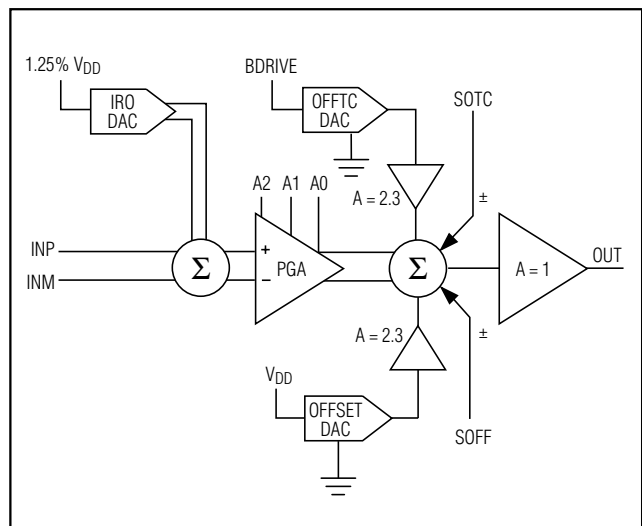 1.25% VDD
IRO
DAC
BDRIVE
OFFTC
DAC
SOTC
A2 A1 A0
A = 2.3
±
INP
INM
Σ
+
−
PGA
Σ
A = 1
OUT
A = 2.3
±
VDD
OFFSET
DAC
SOFF